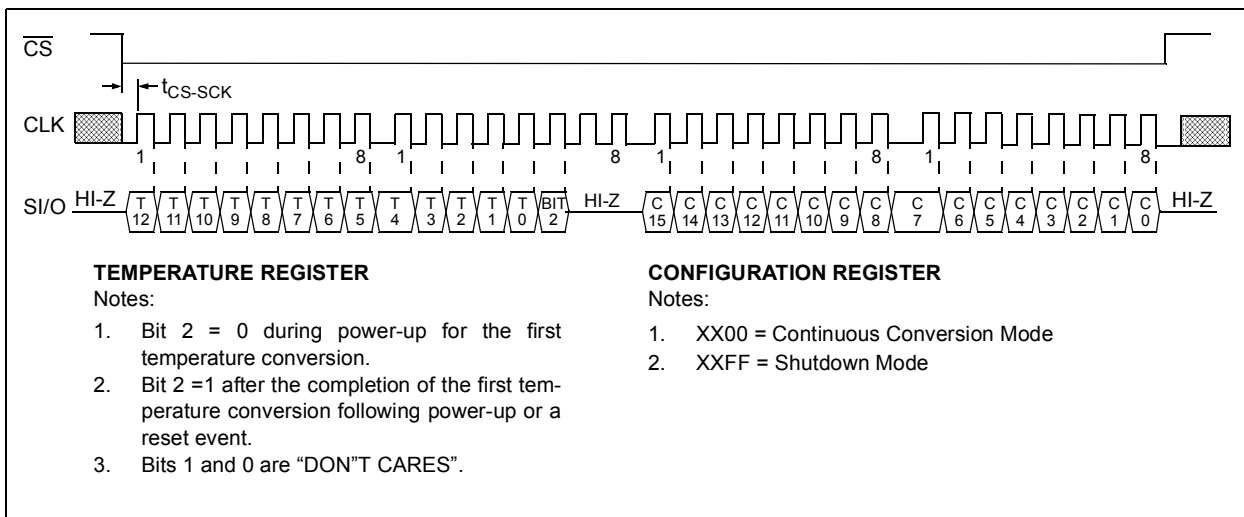 CS
tCS-SCK
CLK
1 8 1 8 1 8 1 8
SI/O HI-Z T 12 T 11 T 10 T 9 T 8 T 7 T 6 T 5 T 4 T 3 T 2 T 1 T 0 BIT 2 HI-Z C 15 C 14 C 13 C 12 C 11 C 10 C 9 C 8 C 7 C 6 C 5 C 4 C 3 C 2 C 1 C 0 HI-Z
TEMPERATURE REGISTER
Notes:
1. Bit 2 = 0 during power-up for the first
temperature conversion.
2. Bit 2 =1 after the completion of the first tem-
perature conversion following power-up or a
reset event.
3. Bits 1 and 0 are “DON"T CARES”.
CONFIGURATION REGISTER
Notes:
1. XX00 = Continuous Conversion Mode
2. XXFF = Shutdown Mode